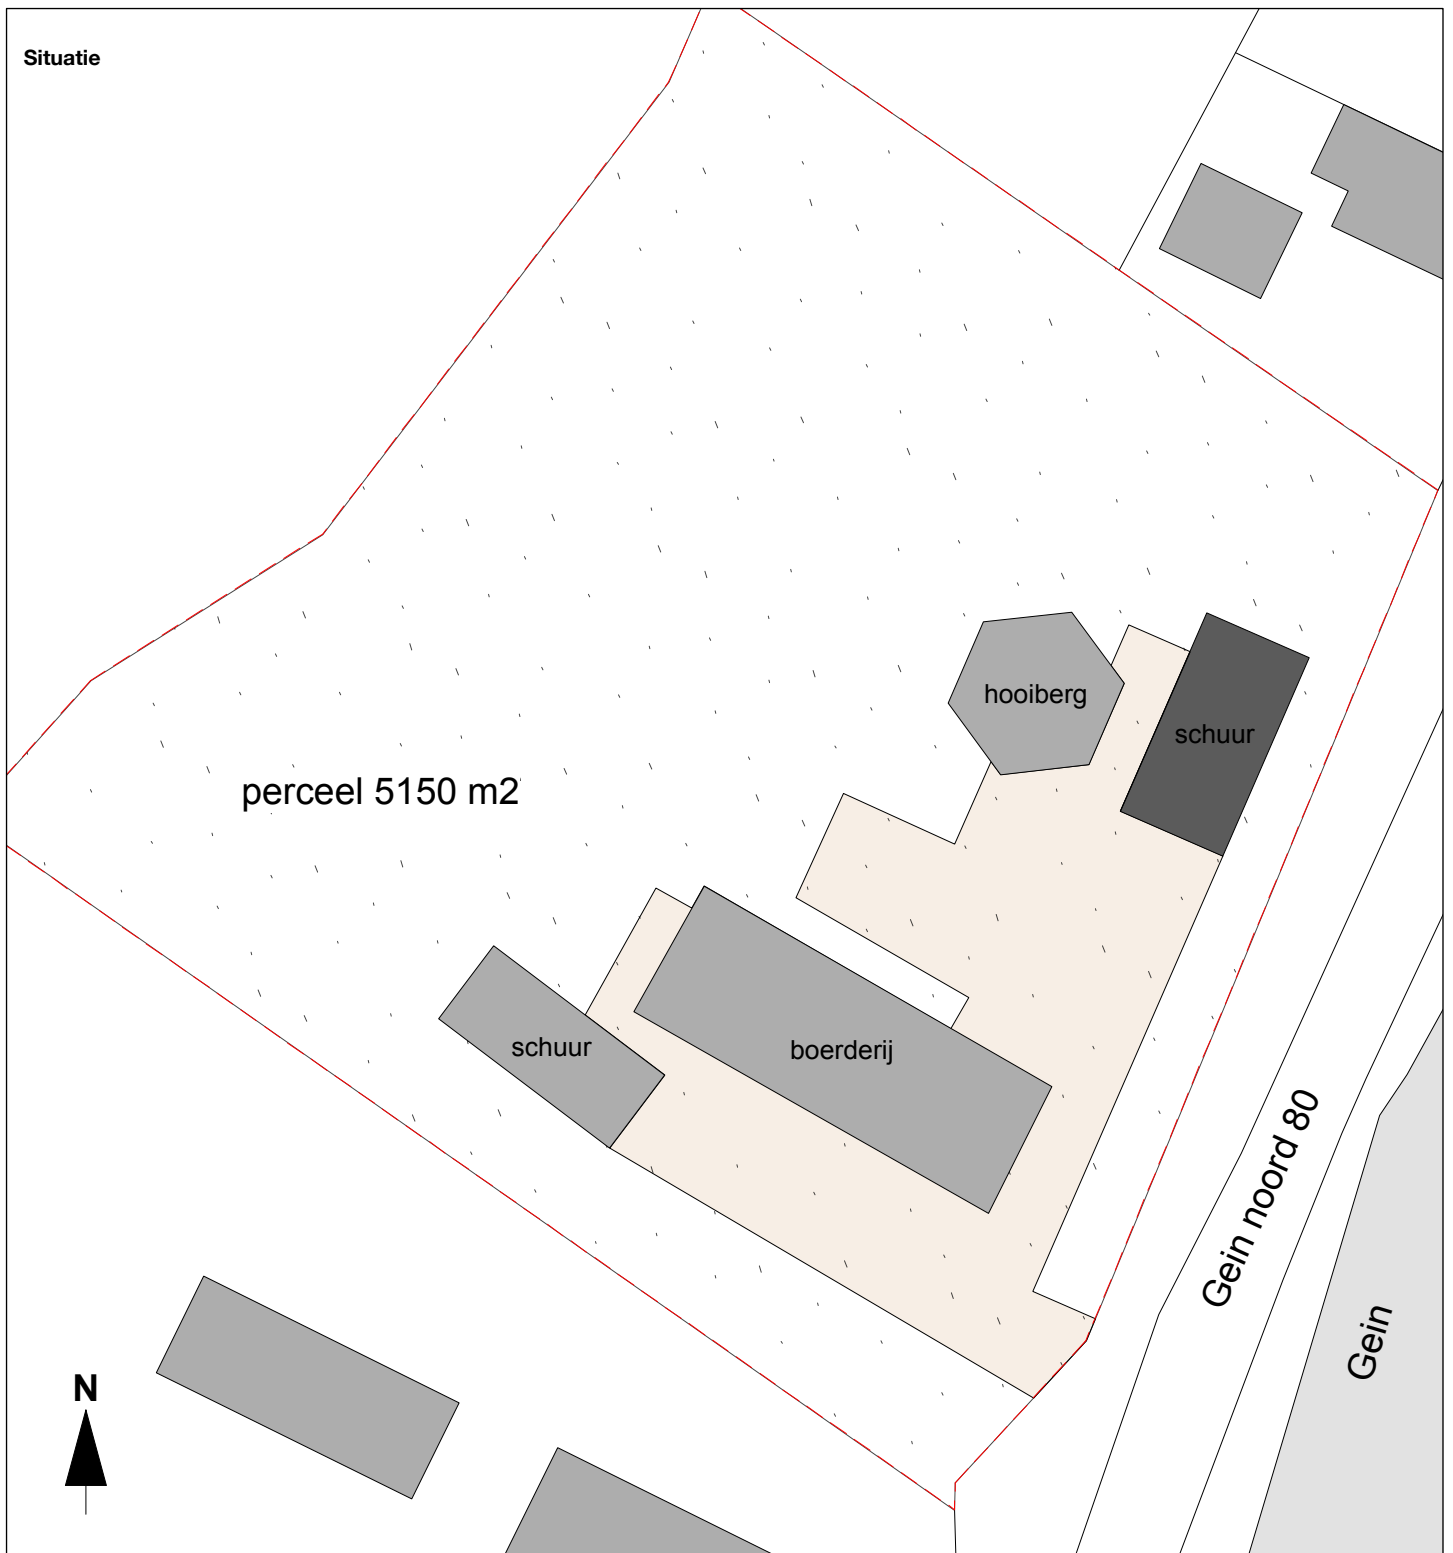 Situatie
hooiberg
schuur
perceel 5150 m2
schuur
boerderij
Gein noord 80
Gein
N